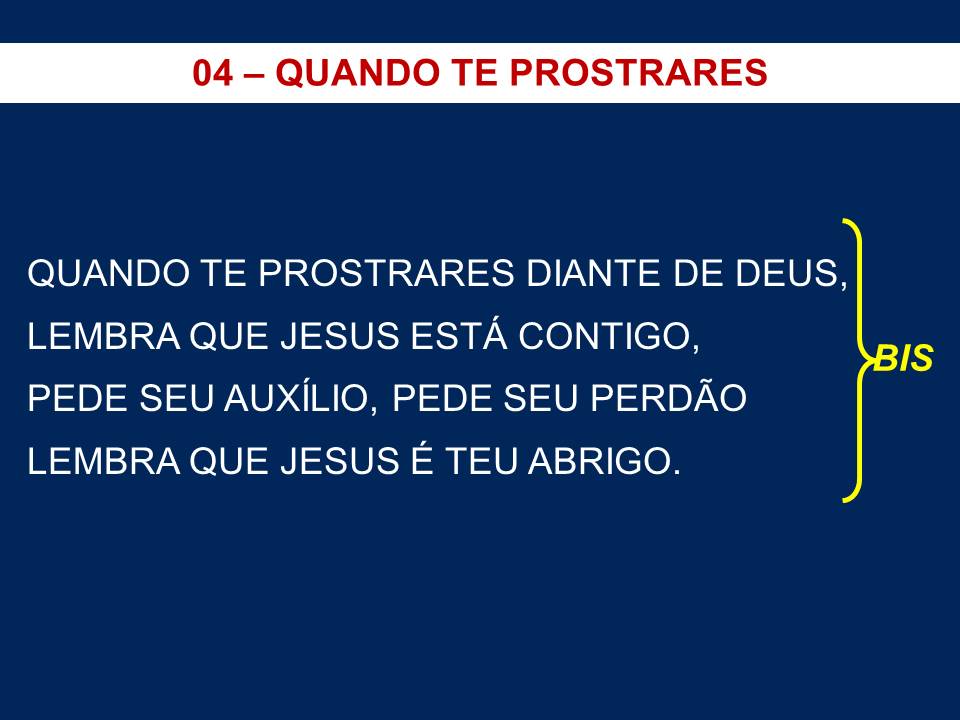 04 – QUANDO TE PROSTRARES
QUANDO TE PROSTRARES DIANTE DE DEUS,
LEMBRA QUE JESUS ESTÁ CONTIGO,
PEDE SEU AUXÍLIO, PEDE SEU PERDÃO
LEMBRA QUE JESUS É TEU ABRIGO.
BIS